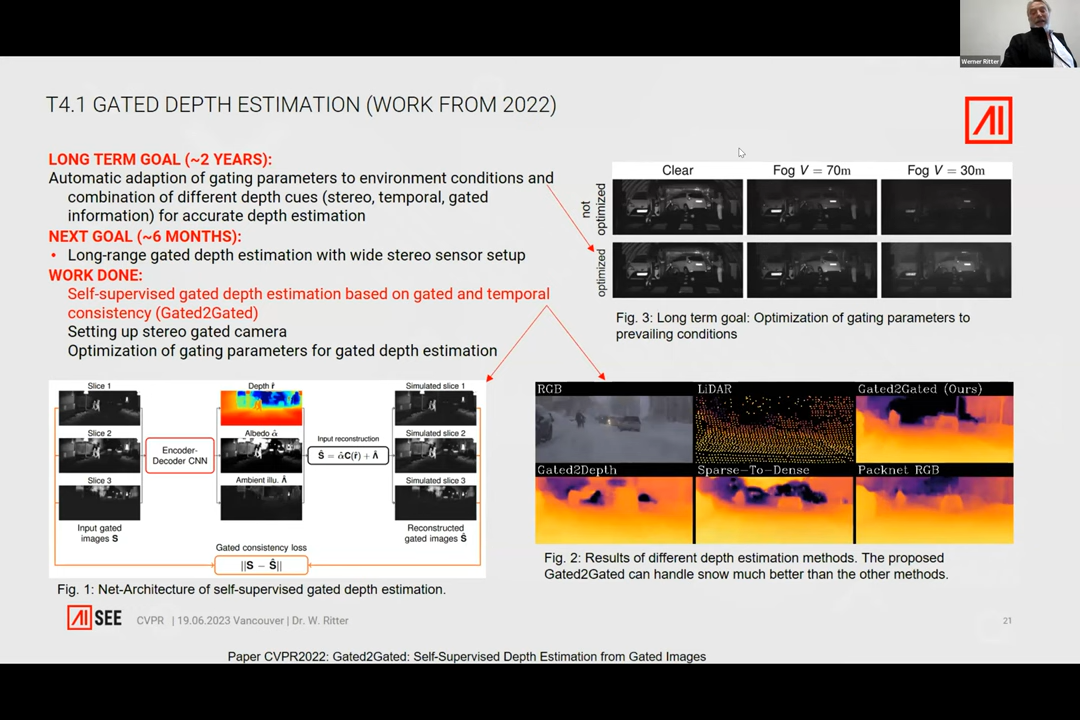 Werner Ritter
T4.1 GATED DEPTH ESTIMATION (WORK FROM 2022)
AI
LONG TERM GOAL (~2 YEARS):
Automatic adaption of gating parameters to environment conditions and
combination of different depth cues (stereo, temporal, gated
information) for accurate depth estimation
NEXT GOAL (~6 MONTHS):
• Long-range gated depth estimation with wide stereo sensor setup
WORK DONE:
Self-supervised gated depth estimation based on gated and temporal
consistency (Gated2Gated)
Setting up stereo gated camera
Optimization of gating parameters for gated depth estimation
Clear Fog V = 70m Fog V = 30m
not
optimized
optimized
Fig. 3: Long term goal: Optimization of gating parameters to
prevailing conditions
Slice 1 Depth r̂ Simulated slice 1
Slice 2 Albedo α̂ Simulated slice 2
Encoder-
Decoder CNN
Input reconstruction
Ŝ = α̂C(r̂) + Λ̂
Slice 3 Ambient illu. Λ̂ Simulated slice 3
Input gated
images S
Reconstructed
gated images Ŝ
Gated consistency loss
||S − Ŝ||
Fig. 1: Net-Architecture of self-supervised gated depth estimation.
RGB LiDAR Gated2Gated (Ours)
Gated2Depth Sparse-To-Dense Packnet RGB
Fig. 2: Results of different depth estimation methods. The proposed
Gated2Gated can handle snow much better than the other methods.
AI SEE CVPR | 19.06.2023 Vancouver | Dr. W. Ritter 21
Paper CVPR2022: Gated2Gated: Self-Supervised Depth Estimation from Gated Images